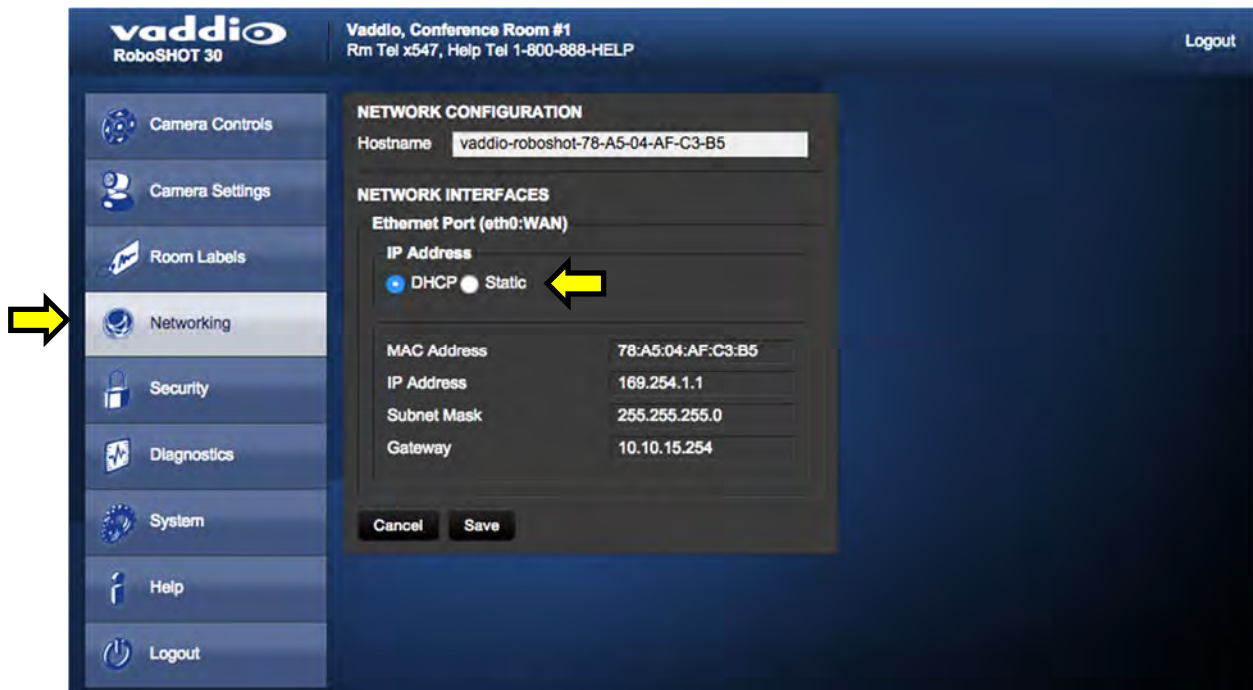 vaddio
RoboSHOT 30
Vaddio, Conference Room #1
Rm Tel x547, Help Tel 1-800-888-HELP
Logout
Camera Controls
Camera Settings
Room Labels
Networking
Security
Diagnostics
System
Help
Logout
NETWORK CONFIGURATION
Hostname vaddio-roboshot-78-A5-04-AF-C3-B5
NETWORK INTERFACES
Ethernet Port (eth0:WAN)
IP Address
DHCP Static
MAC Address 78:A5:04:AF:C3:B5
IP Address 169.254.1.1
Subnet Mask 255.255.255.0
Gateway 10.10.15.254
Cancel Save